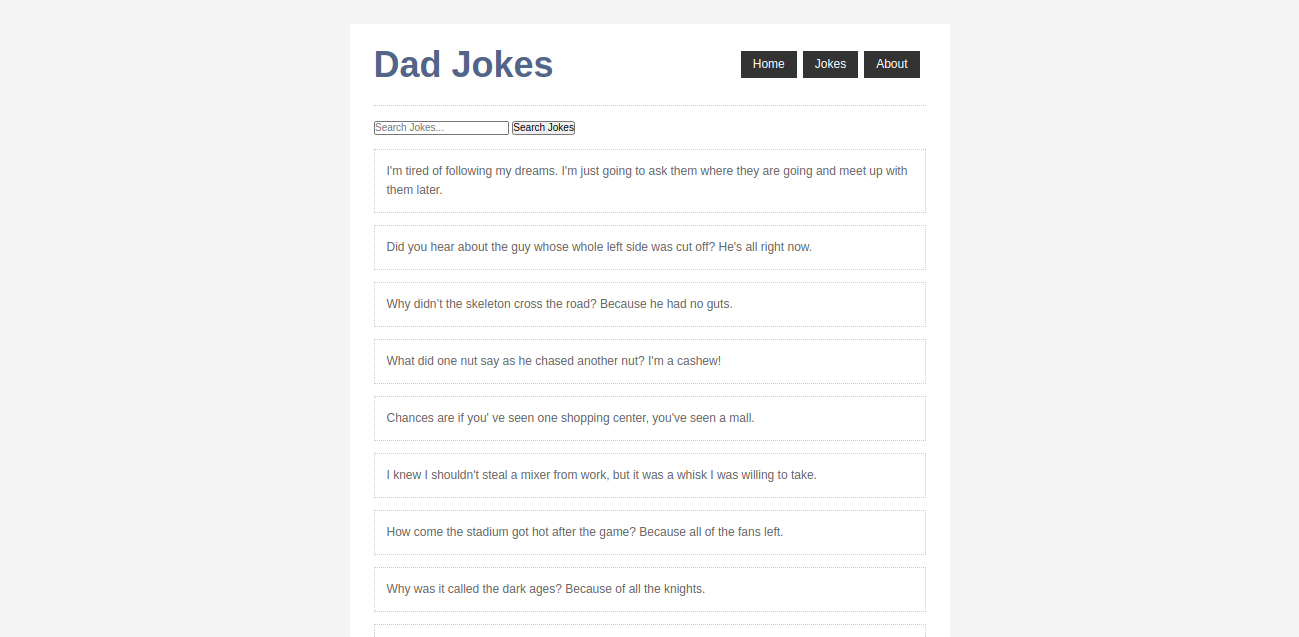 Dad Jokes
Home
Jokes
About
Search Jokes...
Search Jokes
I'm tired of following my dreams. I'm just going to ask them where they are going and meet up with
them later.
Did you hear about the guy whose whole left side was cut off? He's all right now.
Why didn’t the skeleton cross the road? Because he had no guts.
What did one nut say as he chased another nut? I'm a cashew!
Chances are if you' ve seen one shopping center, you've seen a mall.
I knew I shouldn't steal a mixer from work, but it was a whisk I was willing to take.
How come the stadium got hot after the game? Because all of the fans left.
Why was it called the dark ages? Because of all the knights.